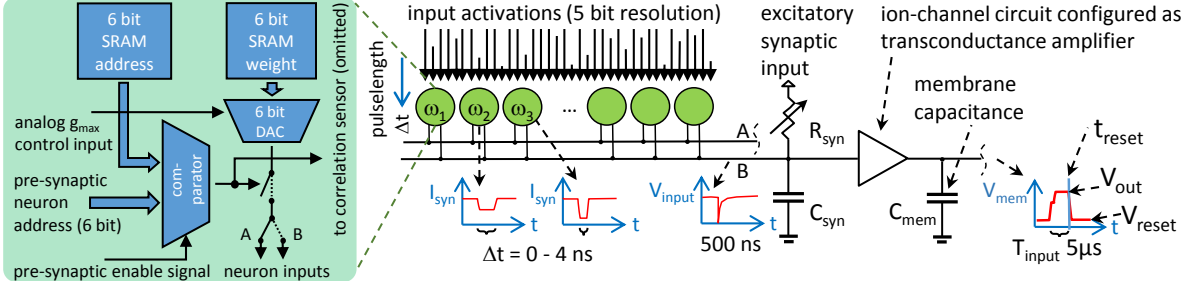 6 bit
SRAM
address
6 bit
SRAM
weight
6 bit
DAC
analog gmax
control input
com-
parator
pre-synaptic
neuron
address (6 bit)
A
B
pre-synaptic enable signal
neuron inputs
to correlation sensor (omitted)
input activations (5 bit resolution)
pulselength
Δt
ω1
ω2
ω3
...
A
B
Isyn
t
Isyn
t
Δt = 0 - 4 ns
Vinput
t
500 ns
excitatory
synaptic
input
Rsyn
Csyn
ion-channel circuit configured as
transconductance amplifier
membrane
capacitance
Cmem
treset
Vmem
Vout
Vreset
t
Tinput
5µs